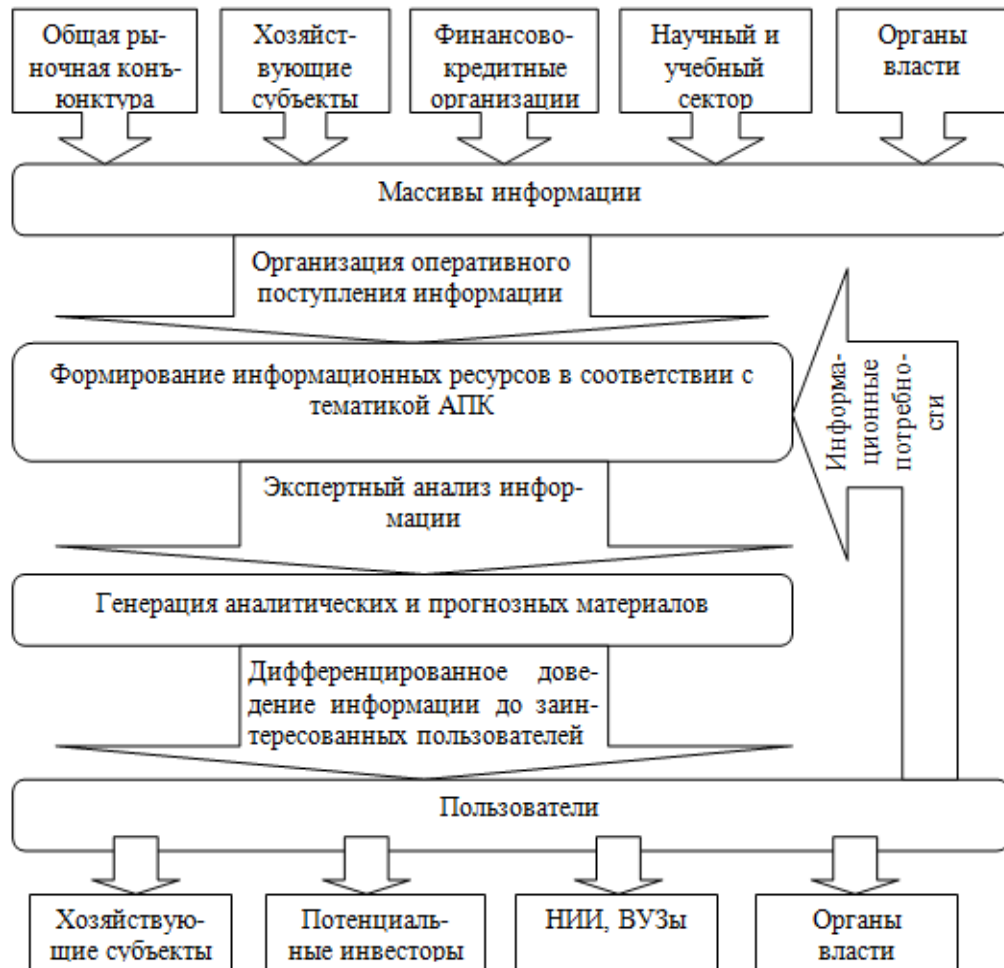 Общая ры-
ночная конъ-
юнктура
Хозяйст-
вующие
субъекты
Финансово-
кредитные
организации
Научный и
учебный
сектор
Органы
власти
Массивы информации
Организация оперативного
поступления информации
Формирование информационных ресурсов в соответствии с
тематикой АПК
Информа-
ционные
потребно-
сти
Экспертный анализ инфор-
мации
Генерация аналитических и прогнозных материалов
Дифференцированное дове-
дение информации до заин-
тересованных пользователей
Пользователи
Хозяйствую-
щие субъекты
Потенциаль-
ные инвесторы
НИИ, ВУЗы
Органы
власти